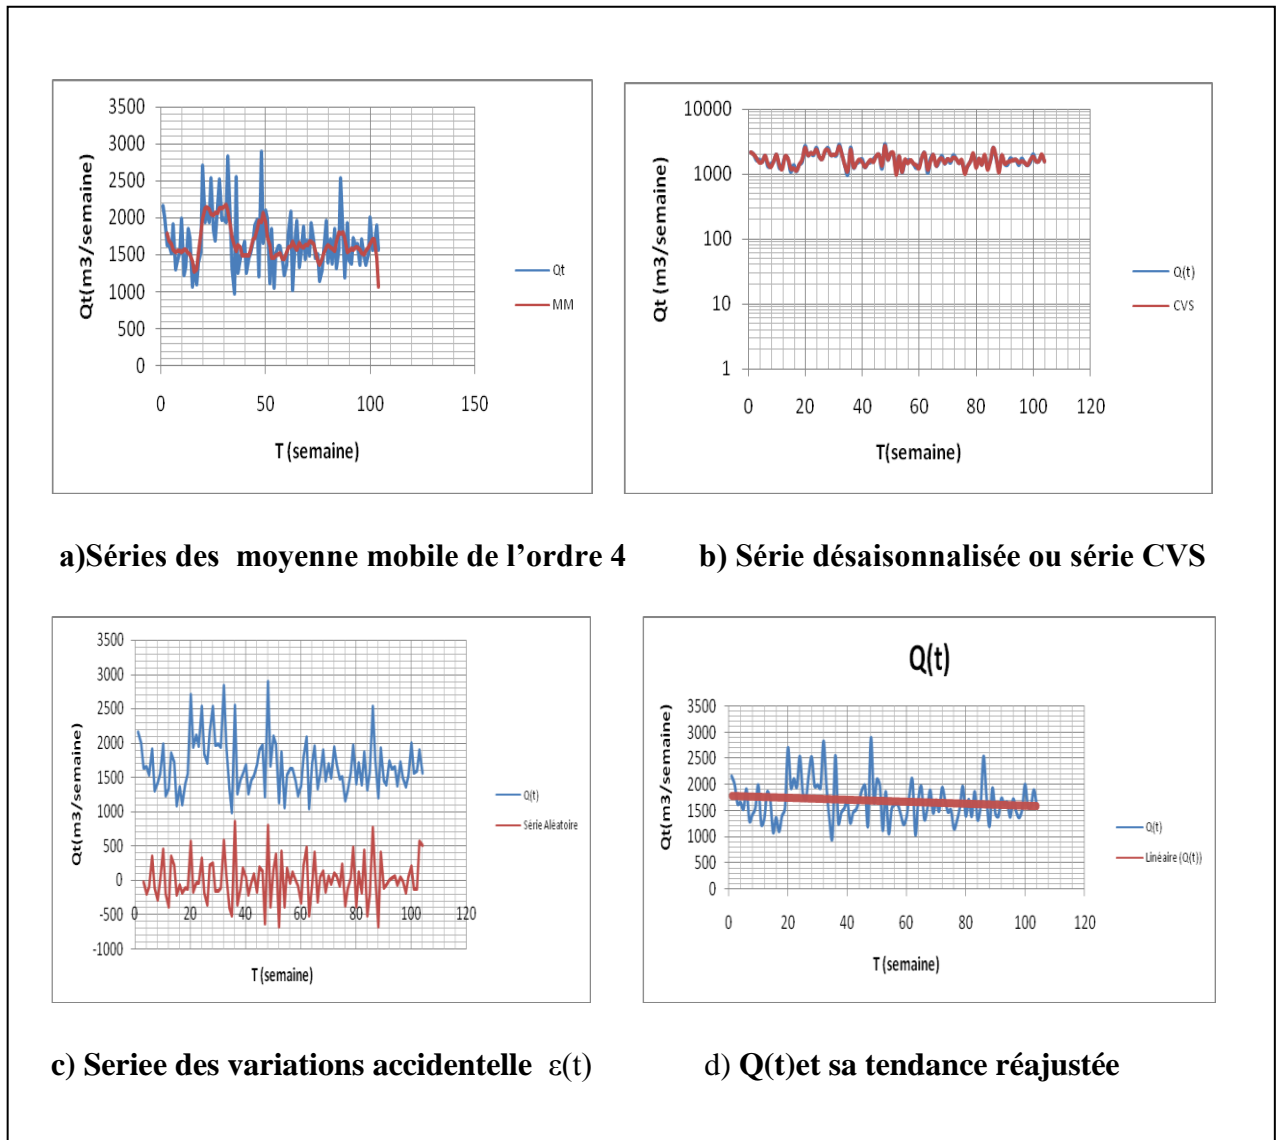 3500
3000
2500
2000
1500
1000
500
0
0 50 100 150
Qt(m3/semaine)
T (semaine)
Qt
MM
10000
1000
100
10
1
0 20 40 60 80 100 120
Qt (m3/semaine)
T(semaine)
Q(t)
CVS
a)Séries des moyenne mobile de l’ordre 4
b) Série désaisonnalisée ou série CVS
3500
3000
2500
2000
1500
1000
500
0
-500
-1000
0 20 40 60 80 100 120
Qt(m3/semaine)
T (semaine)
Q(t)
Série Aléatoire
Q(t)
3500
3000
2500
2000
1500
1000
500
0
0 20 40 60 80 100 120
Qt(m3/semaine)
T (semaine)
Q(t)
Linéaire (Q(t))
c) Seriee des variations accidentelle ε(t)
d) Q(t)et sa tendance réajustée